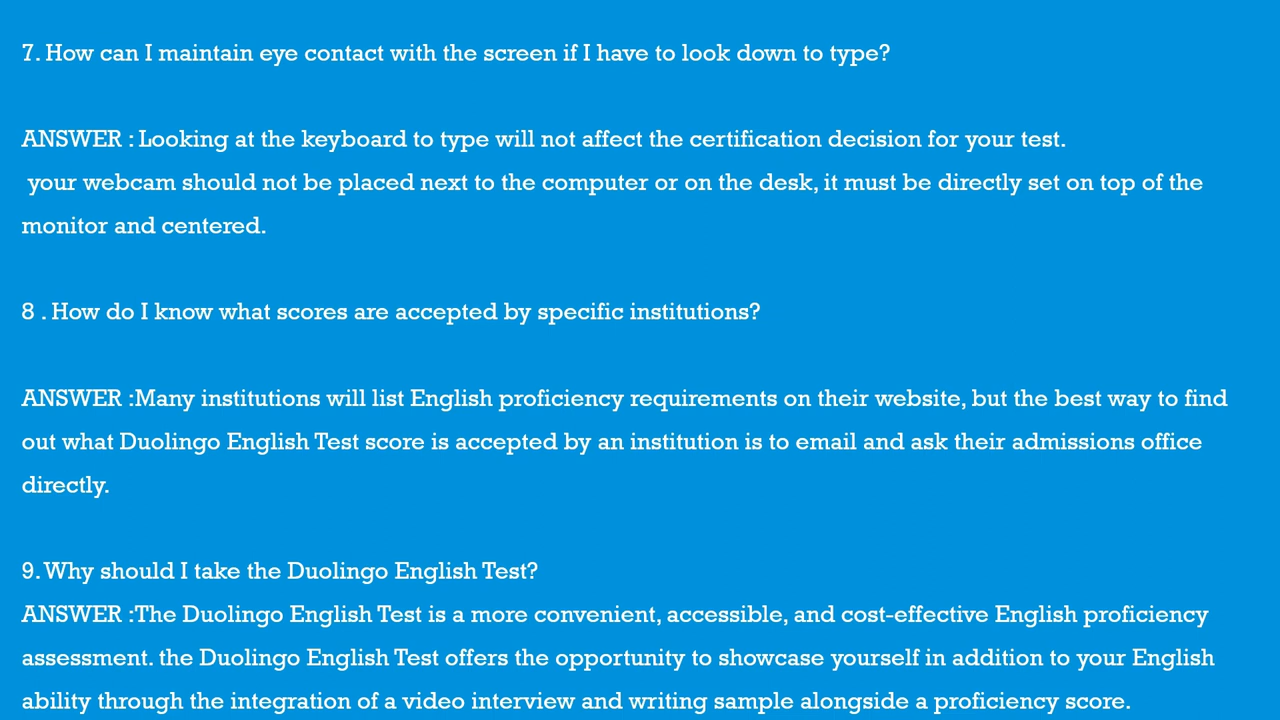 7. How can I maintain eye contact with the screen if I have to look down to type?
ANSWER : Looking at the keyboard to type will not affect the certification decision for your test.
your webcam should not be placed next to the computer or on the desk, it must be directly set on top of the
monitor and centered.
8 . How do I know what scores are accepted by specific institutions?
ANSWER :Many institutions will list English proficiency requirements on their website, but the best way to find
out what Duolingo English Test score is accepted by an institution is to email and ask their admissions office
directly.
9. Why should I take the Duolingo English Test?
ANSWER :The Duolingo English Test is a more convenient, accessible, and cost-effective English proficiency
assessment. the Duolingo English Test offers the opportunity to showcase yourself in addition to your English
ability through the integration of a video interview and writing sample alongside a proficiency score.